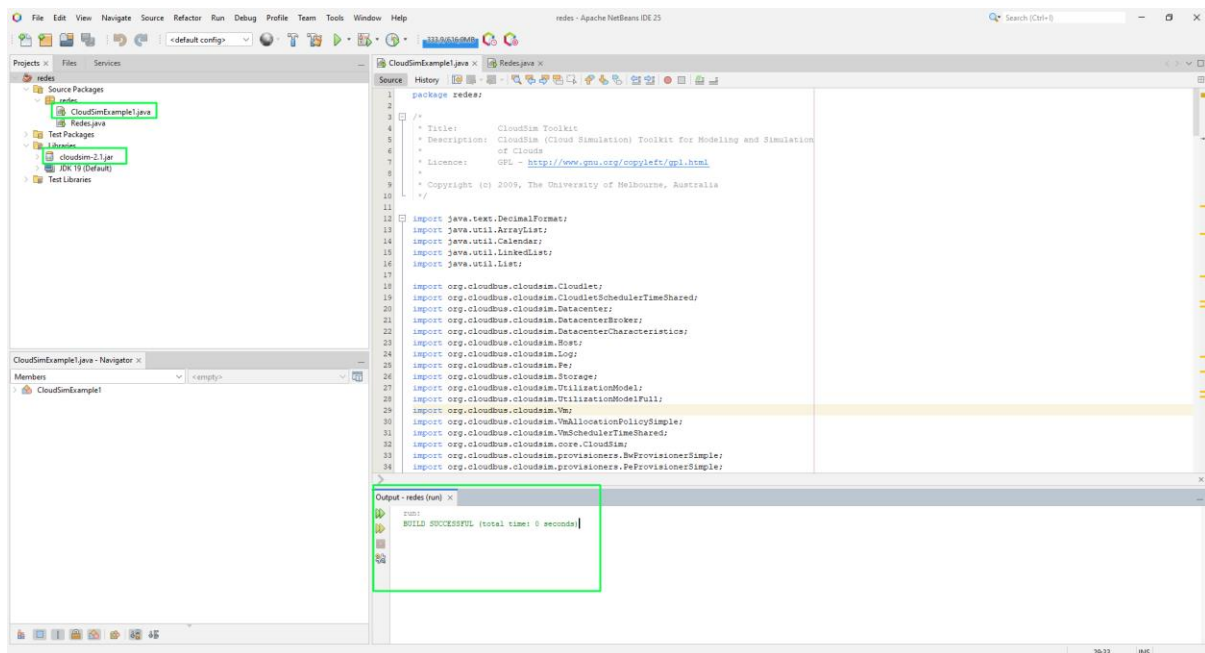 File Edit View Navigate Source Refactor Run Debug Profile Team Tools Window Help
redes - Apache NetBeans IDE 25
Search (Ctrl+I)
<default config>
Projects Files Services
redes
Source Packages
redes
CloudSimExample1.java
Redes.java
Test Packages
Libraries
cloudsim-2.1.jar
JDK 19 (Default)
Test Libraries
CloudSimExample1.java - Navigator
Members
<empty>
CloudSimExample1
CloudSimExample1.java Redes.java
Source History
1 package redes;
2
3 /*
4 * Title: CloudSim Toolkit
5 * Description: CloudSim (Cloud Simulation) Toolkit for Modeling and Simulation
6 * of Clouds
7 * Licence: GPL - http://www.gnu.org/copyleft/gpl.html
8 *
9 * Copyright (c) 2009, The University of Melbourne, Australia
10 */
11
12 import java.text.DecimalFormat;
13 import java.util.ArrayList;
14 import java.util.Calendar;
15 import java.util.LinkedList;
16 import java.util.List;
17
18 import org.cloudbus.cloudsim.Cloudlet;
19 import org.cloudbus.cloudsim.CloudletSchedulerTimeShared;
20 import org.cloudbus.cloudsim.Datacenter;
21 import org.cloudbus.cloudsim.DatacenterBroker;
22 import org.cloudbus.cloudsim.DatacenterCharacteristics;
23 import org.cloudbus.cloudsim.Host;
24 import org.cloudbus.cloudsim.Log;
25 import org.cloudbus.cloudsim.Pe;
26 import org.cloudbus.cloudsim.Storage;
27 import org.cloudbus.cloudsim.UtilizationModel;
28 import org.cloudbus.cloudsim.UtilizationModelFull;
29 import org.cloudbus.cloudsim.Vm;
30 import org.cloudbus.cloudsim.VmAllocationPolicySimple;
31 import org.cloudbus.cloudsim.VmSchedulerTimeShared;
32 import org.cloudbus.cloudsim.core.CloudSim;
33 import org.cloudbus.cloudsim.provisioners.BwProvisionerSimple;
34 import org.cloudbus.cloudsim.provisioners.PeProvisionerSimple;
Output - redes (run)
run:
BUILD SUCCESSFUL (total time: 0 seconds)
29:33 INS